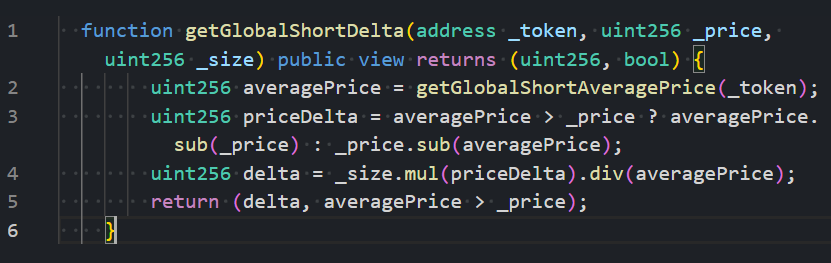 1 function getGlobalShortDelta(address _token, uint256 _price,
uint256 _size) public view returns (uint256, bool) {
2 uint256 averagePrice = getGlobalShortAveragePrice(_token);
3 uint256 priceDelta = averagePrice > _price ? averagePrice.
sub(_price) : _price.sub(averagePrice);
4 uint256 delta = _size.mul(priceDelta).div(averagePrice);
5 return (delta, averagePrice > _price);
6 }